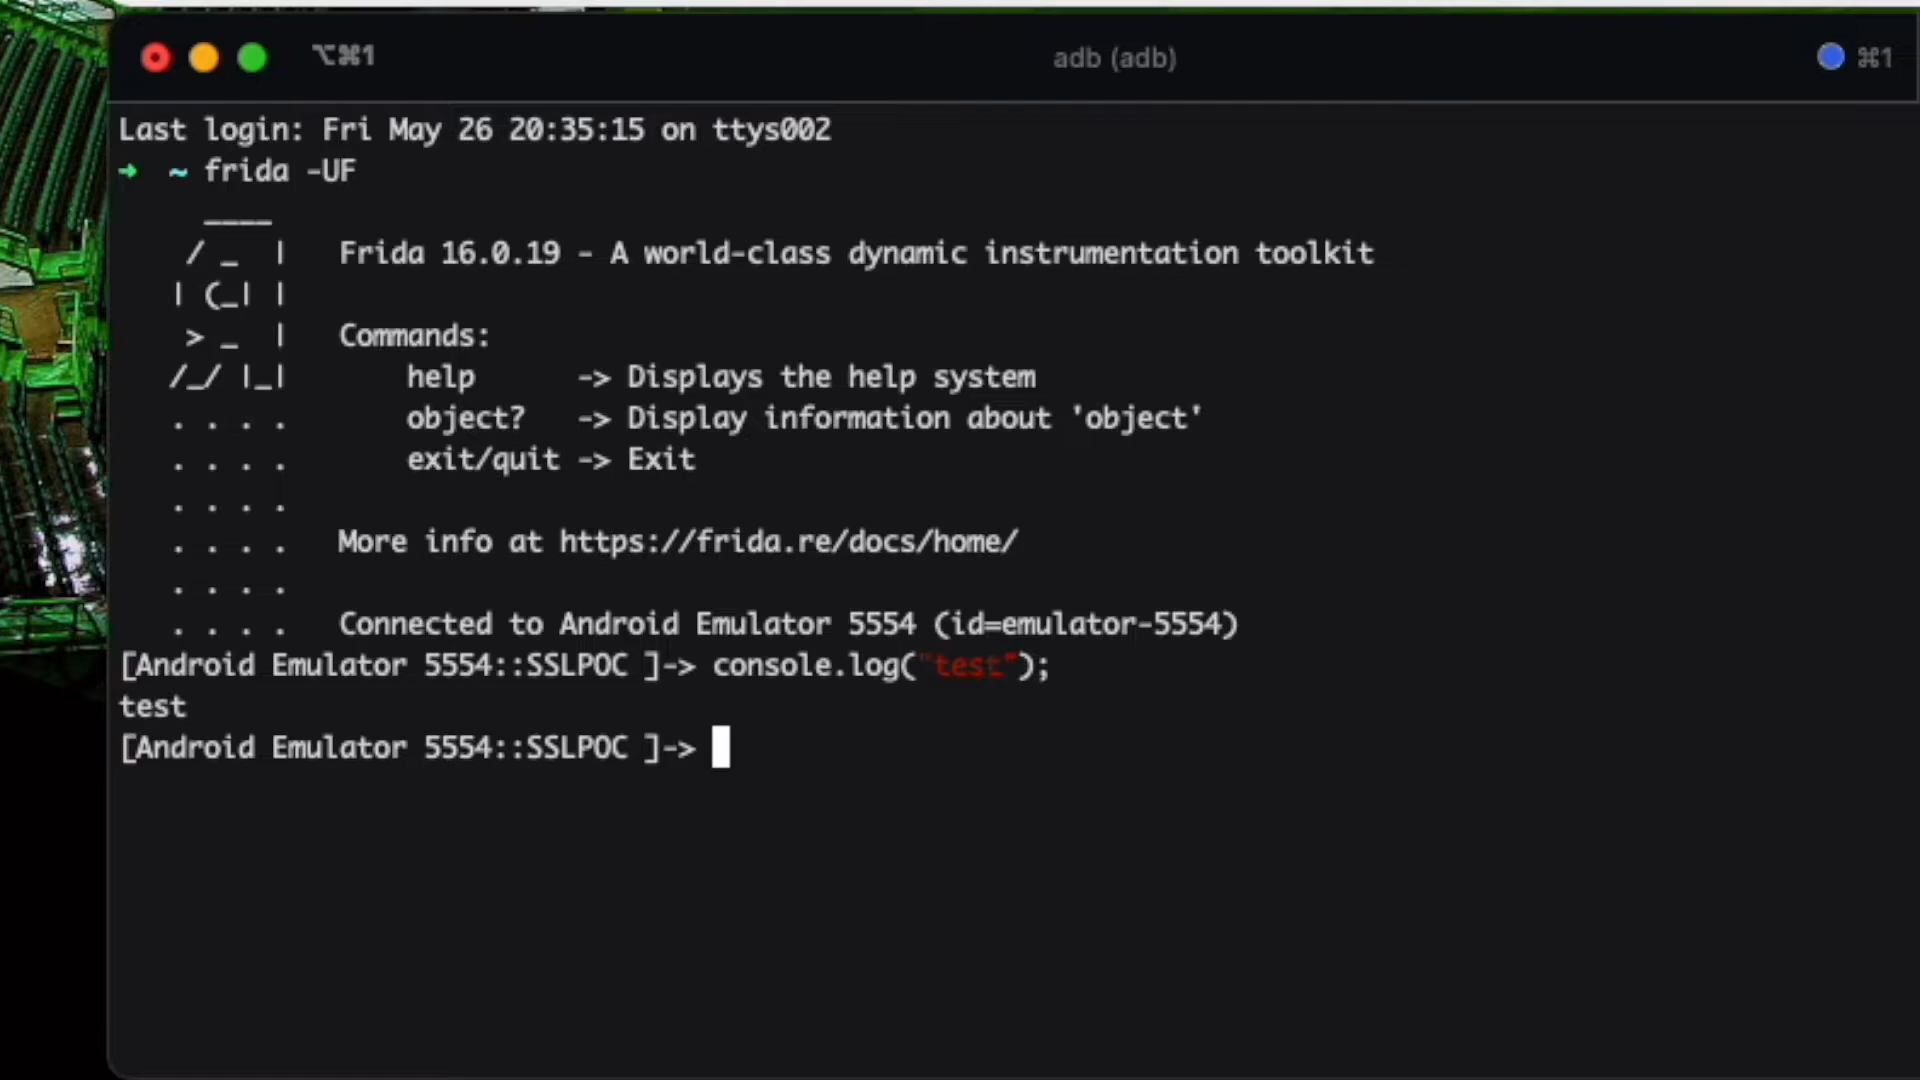 ⌥⌘1 adb (adb) ⌘1
Last login: Fri May 26 20:35:15 on ttys002
➜  ~ frida -UF
     ____
    / _  |   Frida 16.0.19 - A world-class dynamic instrumentation toolkit
   | (_| |
    > _  |   Commands:
   /_/ |_|       help      -> Displays the help system
   . . . .       object?   -> Display information about 'object'
   . . . .       exit/quit -> Exit
   . . . .
   . . . .   More info at https://frida.re/docs/home/
   . . . .
   . . . .   Connected to Android Emulator 5554 (id=emulator-5554)
[Android Emulator 5554::SSLPOC ]-> console.log("test");
test
[Android Emulator 5554::SSLPOC ]->